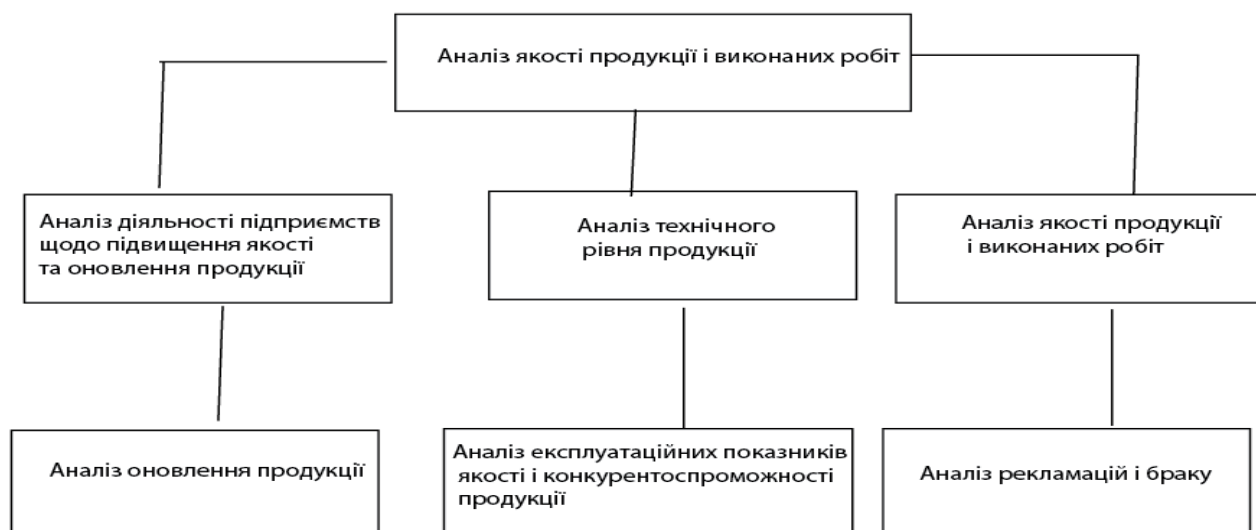 Аналіз якості продукції і виконаних робіт
Аналіз діяльності підприємств
щодо підвищення якості
та оновлення продукції
Аналіз технічного
рівня продукції
Аналіз якості продукції
і виконаних робіт
Аналіз оновлення продукції
Аналіз експлуатаційних показників
якості і конкурентоспроможності
продукції
Аналіз рекламацій і браку